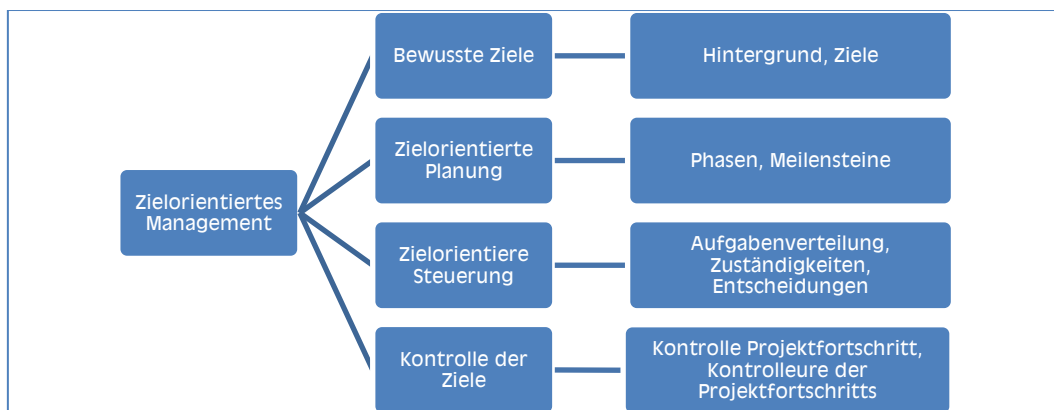 Bewusste Ziele
Hintergrund, Ziele
Zielorientierte
Planung
Phasen, Meilensteine
Zielorientiertes
Management
Zielorientiere
Steuerung
Aufgabenverteilung,
Zuständigkeiten,
Entscheidungen
Kontrolle der
Ziele
Kontrolle Projektfortschritt,
Kontrolleure der
Projektfortschritts